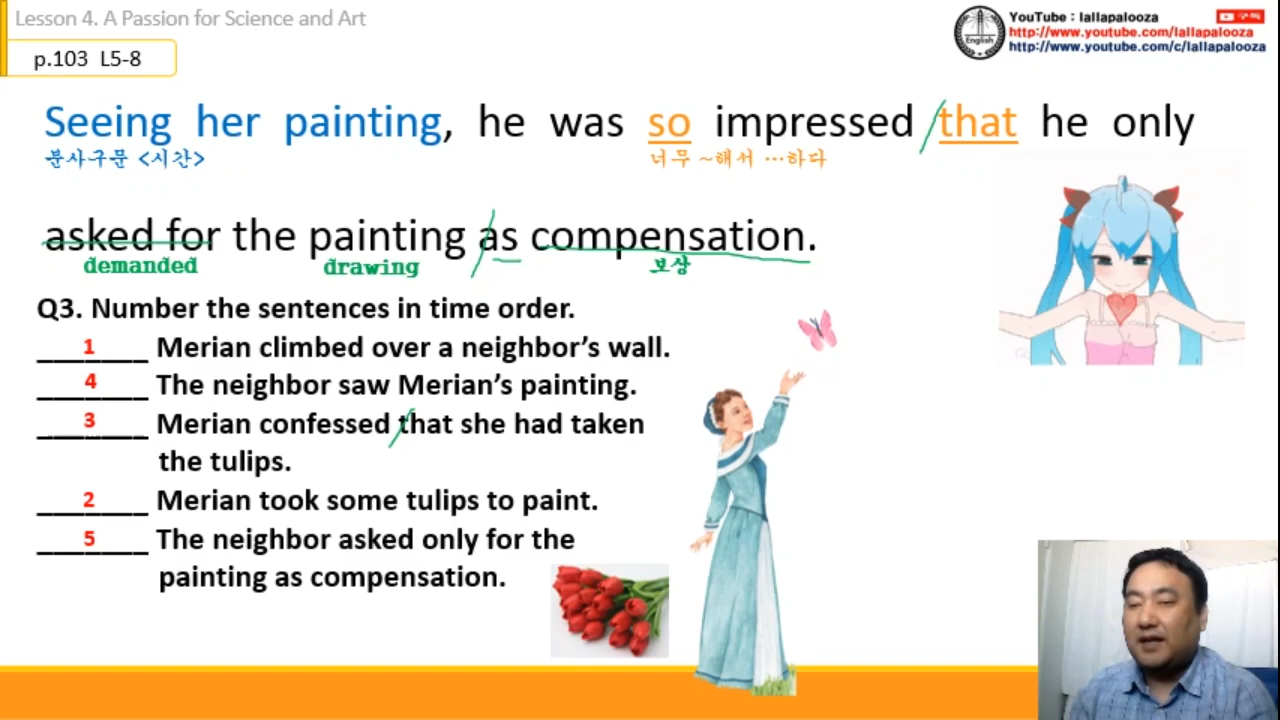 Lesson 4. A Passion for Science and Art
YouTube : lallapalooza
구독
http://www.youtube.com/lallapalooza
http://www.youtube.com/c/lallapalooza
English
p.103 L5-8
Seeing her painting, he was so impressed that he only
분사구문 <시간>
너무 ~해서 …하다
asked for the painting as compensation.
demanded
drawing
보상
Q3. Number the sentences in time order.
1 Merian climbed over a neighbor’s wall.
4 The neighbor saw Merian’s painting.
3 Merian confessed that she had taken
the tulips.
2 Merian took some tulips to paint.
5 The neighbor asked only for the
painting as compensation.